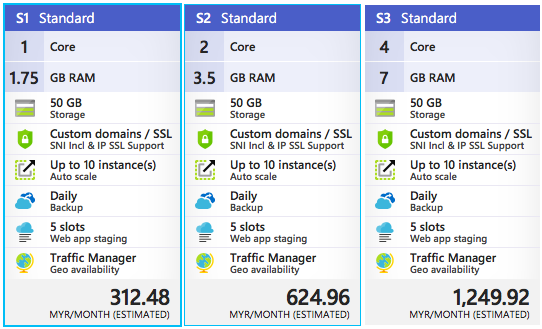 S1 Standard
1 Core
1.75 GB RAM
50 GB
Storage
Custom domains / SSL
SNI Incl & IP SSL Support
Up to 10 instance(s)
Auto scale
Daily
Backup
5 slots
Web app staging
Traffic Manager
Geo availability
312.48
MYR/MONTH (ESTIMATED)
S2 Standard
2 Core
3.5 GB RAM
50 GB
Storage
Custom domains / SSL
SNI Incl & IP SSL Support
Up to 10 instance(s)
Auto scale
Daily
Backup
5 slots
Web app staging
Traffic Manager
Geo availability
624.96
MYR/MONTH (ESTIMATED)
S3 Standard
4 Core
7 GB RAM
50 GB
Storage
Custom domains / SSL
SNI Incl & IP SSL Support
Up to 10 instance(s)
Auto scale
Daily
Backup
5 slots
Web app staging
Traffic Manager
Geo availability
1,249.92
MYR/MONTH (ESTIMATED)